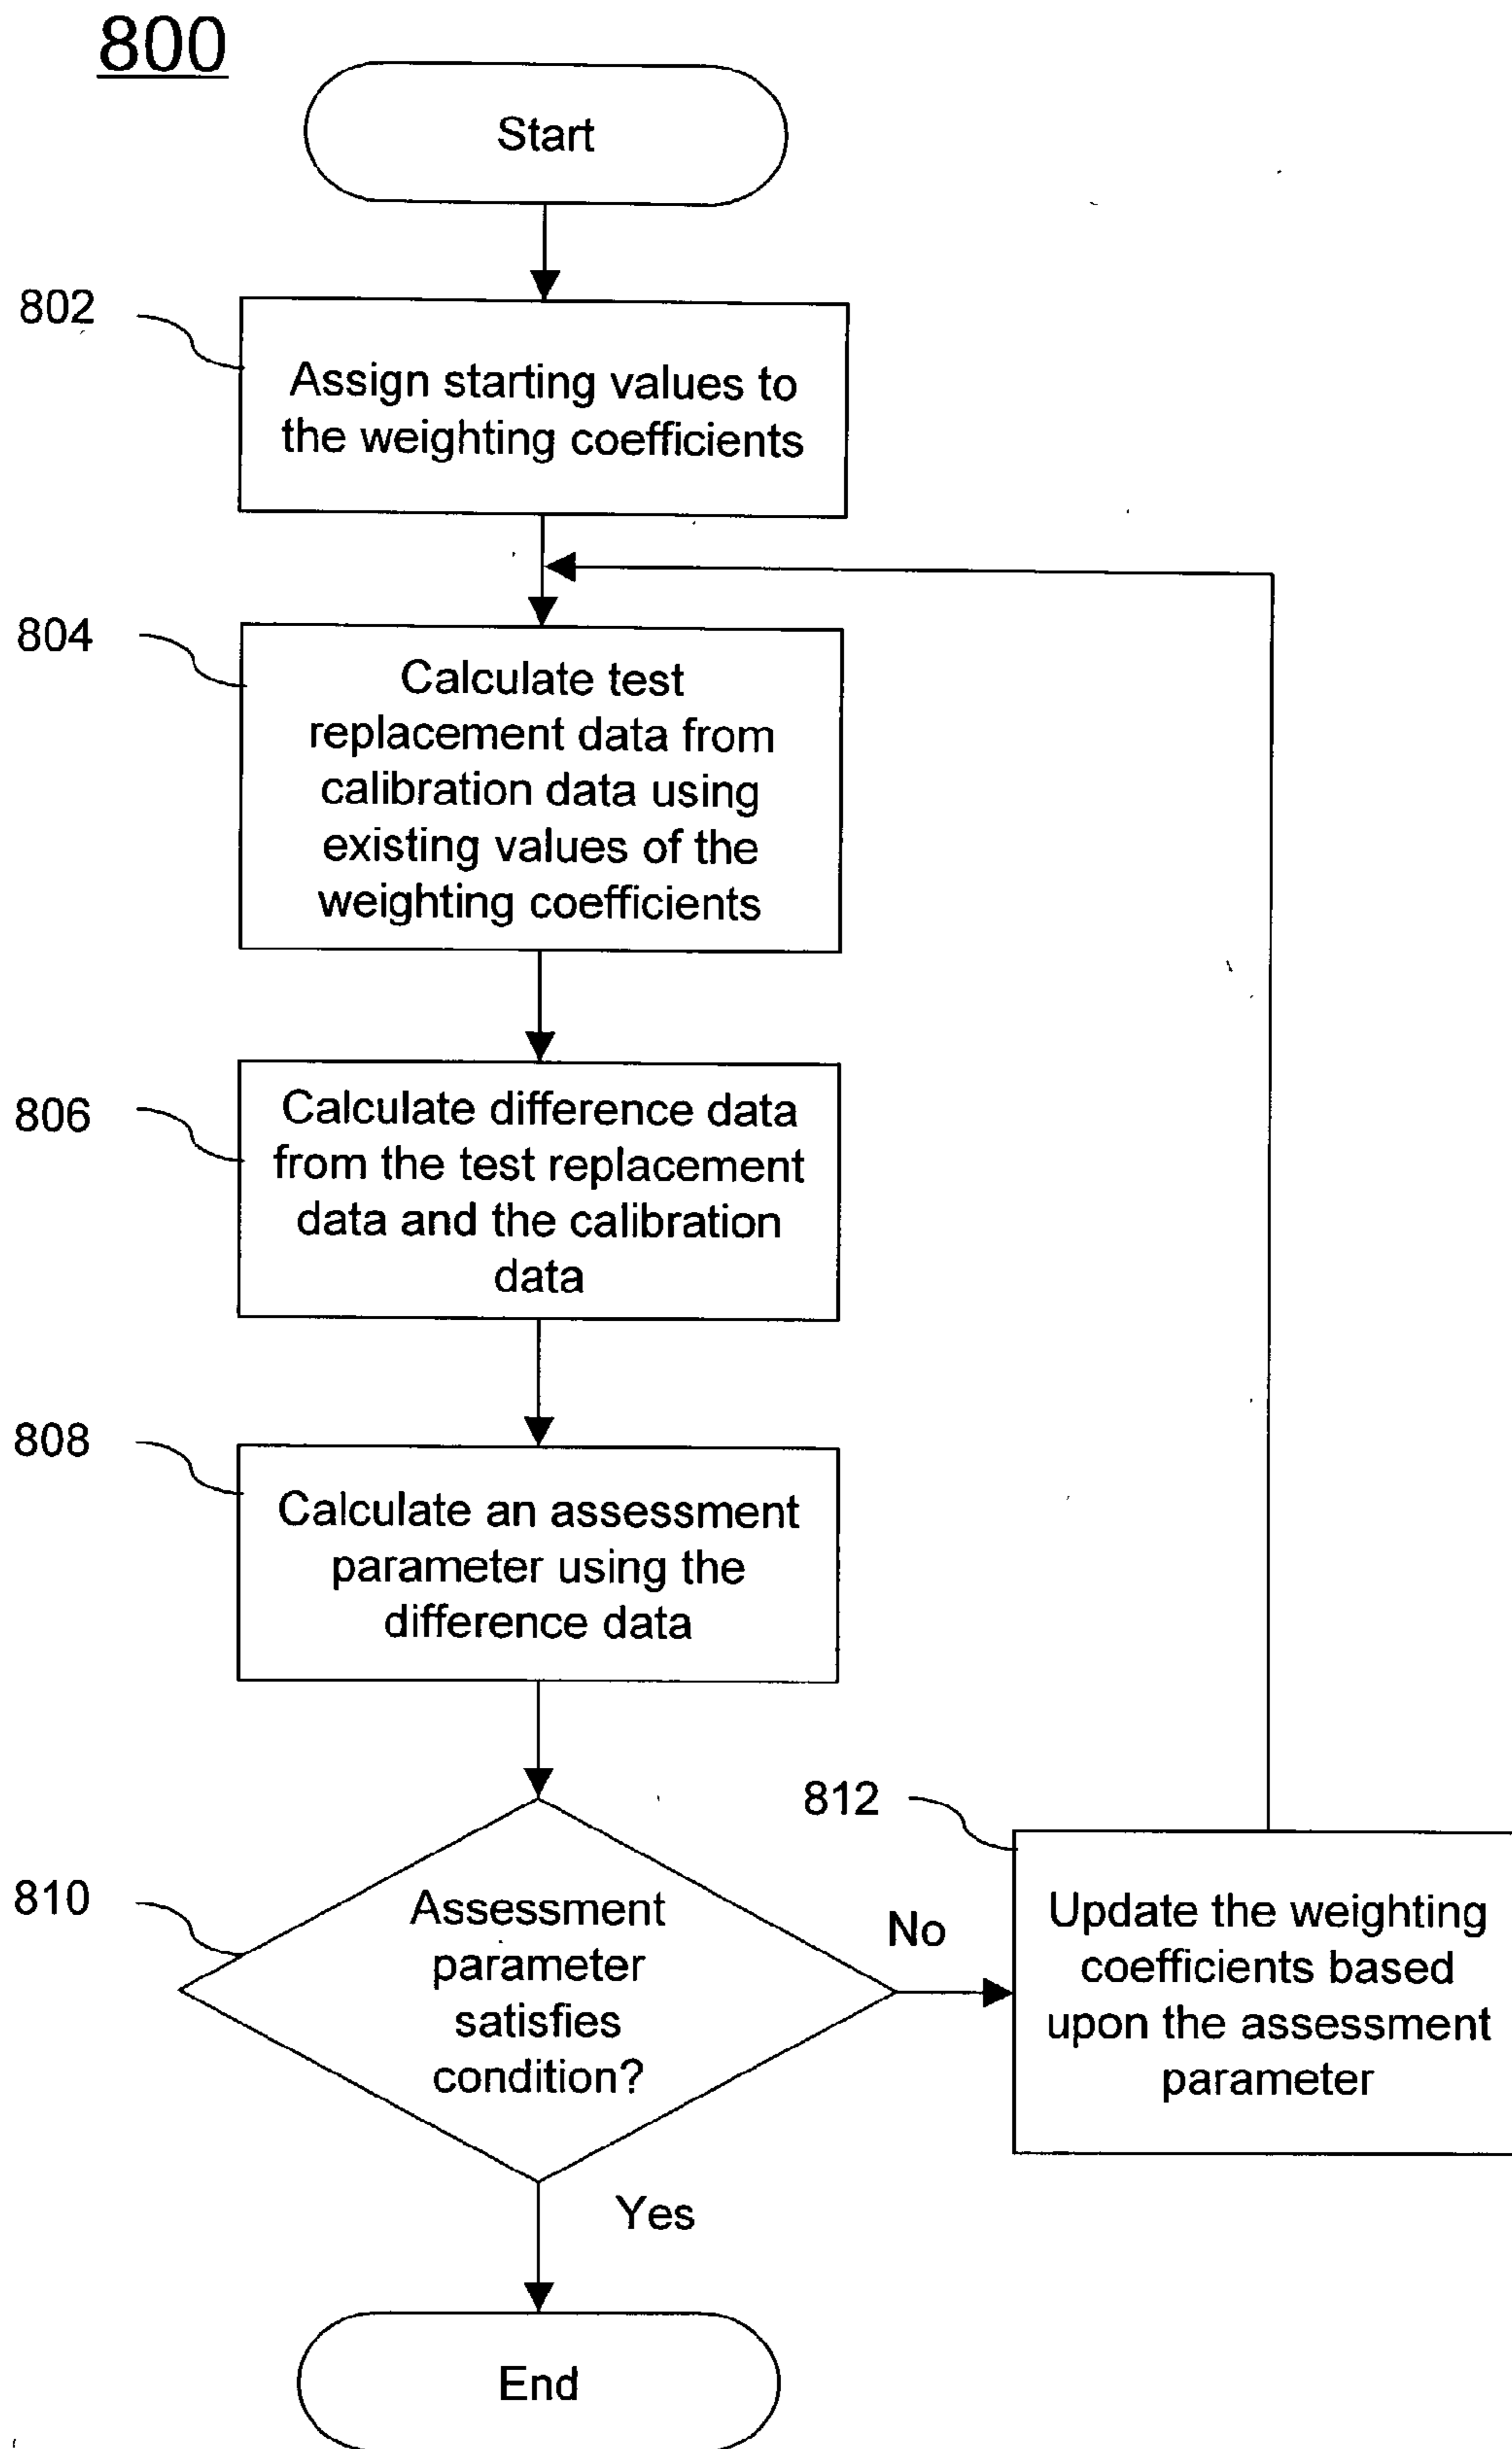 800
Start
802
Assign starting values to
the weighting coefficients
804
Calculate test
replacement data from
calibration data using
existing values of the
weighting coefficients
806
Calculate difference data
from the test replacement
data and the calibration
data
808
Calculate an assessment
parameter using the
difference data
810
Assessment
parameter
satisfies
condition?
No
812
Update the weighting
coefficients based
upon the assessment
parameter
Yes
End